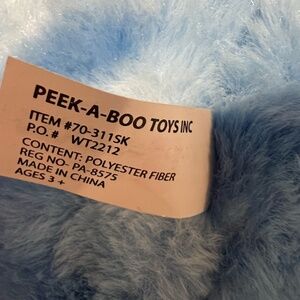 PEEK-A-BOO TOYS INC
ITEM #70-311SK
P.O. # WT2212
CONTENT: POLYESTER FIBER
REG NO- PA-8575
MADE IN CHINA
AGES 3 +